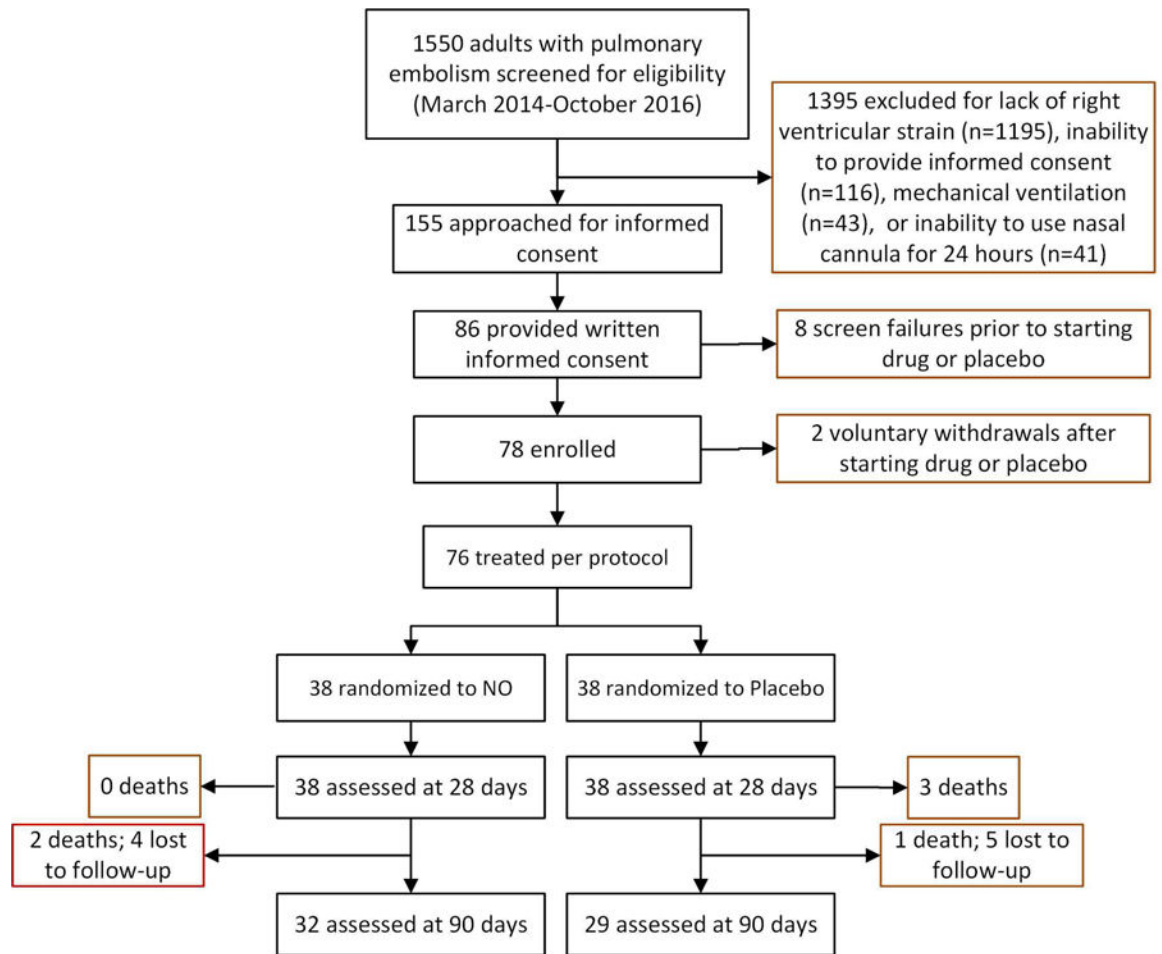 1550 adults with pulmonary
embolism screened for eligibility
(March 2014-October 2016)
1395 excluded for lack of right
ventricular strain (n=1195), inability
to provide informed consent
(n=116), mechanical ventilation
(n=43), or inability to use nasal
cannula for 24 hours (n=41)
155 approached for informed
consent
86 provided written
informed consent
8 screen failures prior to starting
drug or placebo
78 enrolled
2 voluntary withdrawals after
starting drug or placebo
76 treated per protocol
38 randomized to NO
38 randomized to Placebo
0 deaths
38 assessed at 28 days
38 assessed at 28 days
3 deaths
2 deaths; 4 lost
to follow-up
1 death; 5 lost to
follow-up
32 assessed at 90 days
29 assessed at 90 days